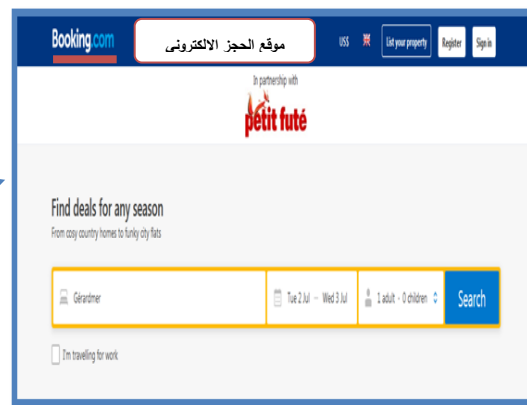 Booking.com
موقع الحجز الالكتروني
US$
List your property
Register
Sign in
In partnership with
petit futé
Find deals for any season
From cosy country homes to funky city flats
Gérardmer
Tue 2 Jul – Wed 3 Jul
1 adult - 0 children
Search
I'm traveling for work